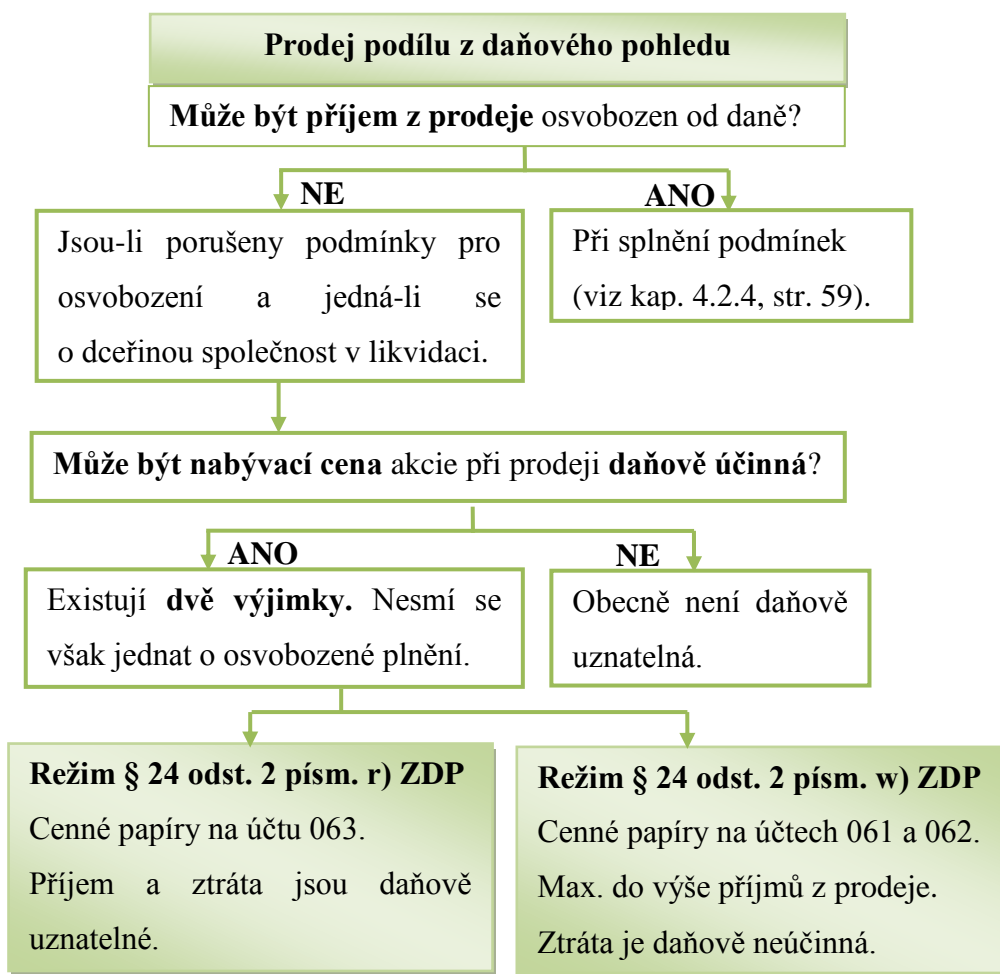 Prodej podílu z daňového pohledu
Může být příjem z prodeje osvobozen od daně?
NE
Jsou-li porušeny podmínky pro
osvobození a jedná-li se
o dceřinou společnost v likvidaci.
ANO
Při splnění podmínek
(viz kap. 4.2.4, str. 59).
Může být nabývací cena akcie při prodeji daňově účinná?
ANO
Existují dvě výjimky. Nesmí se
však jednat o osvobozené plnění.
NE
Obecně není daňově
uznatelná.
Režim § 24 odst. 2 písm. r) ZDP
Cenné papíry na účtu 063.
Příjem a ztráta jsou daňově
uznatelné.
Režim § 24 odst. 2 písm. w) ZDP
Cenné papíry na účtech 061 a 062.
Max. do výše příjmů z prodeje.
Ztráta je daňově neúčinná.